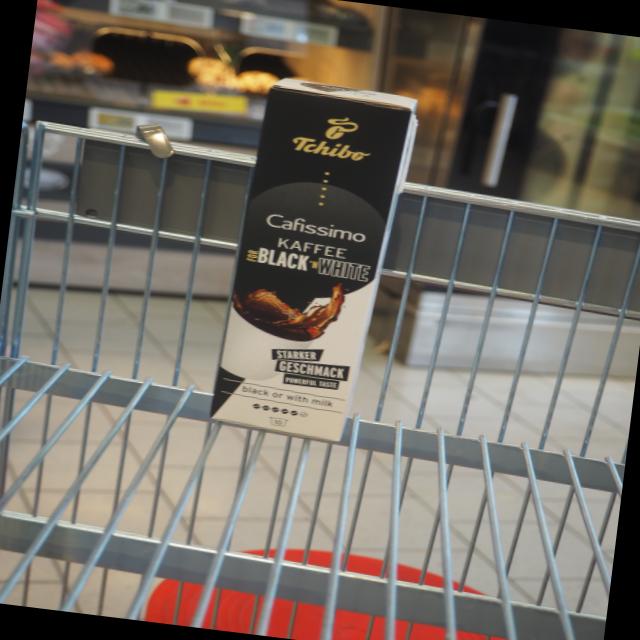 Tchibo
Cafissimo
KAFFEE
FOR BLACK 'N WHITE
STARKER
GESCHMACK
POWERFUL TASTE
black or with milk